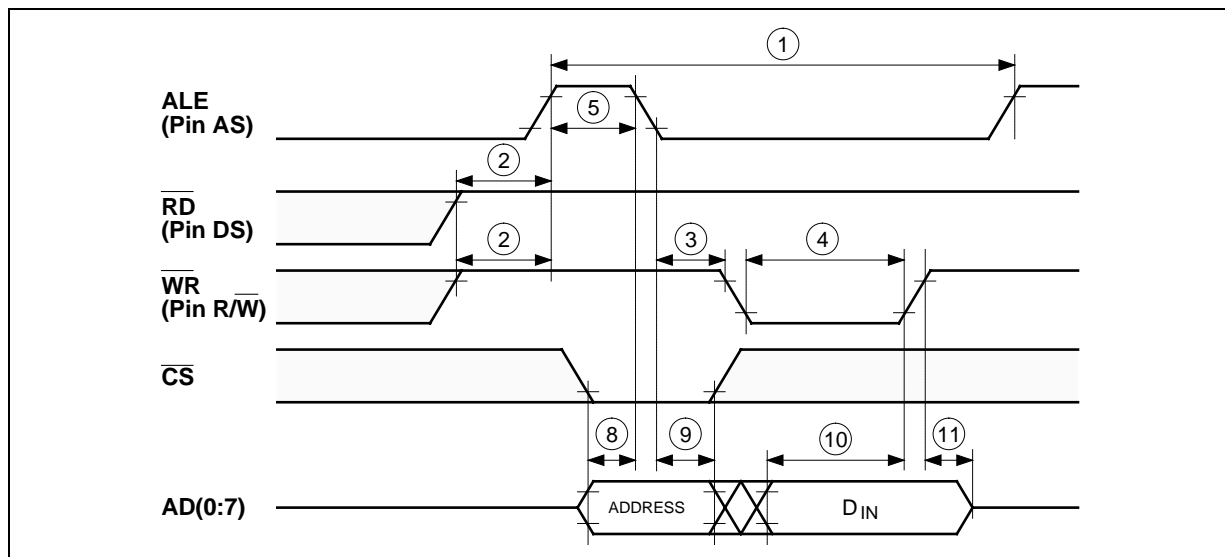 ①
ALE
(Pin AS)
⑤
②
RD
(Pin DS)
②
③
④
WR
(Pin R/W)
CS
⑧
⑨
⑩
⑪
AD(0:7)
ADDRESS
DIN